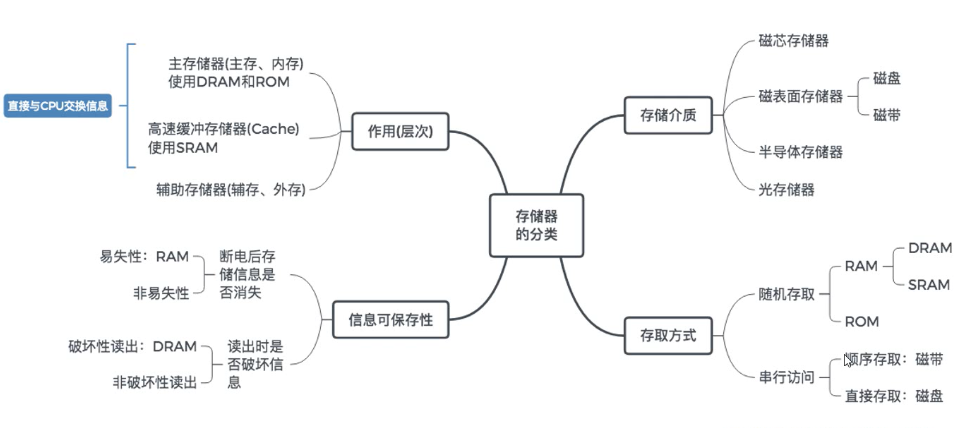 存储器
的分类
作用(层次)
主存储器(主存、内存)
使用DRAM和ROM
高速缓冲存储器(Cache)
使用SRAM
辅助存储器(辅存、外存)
直接与CPU交换信息
信息可保存性
断电后存
储信息是
否消失
易失性：RAM
非易失性
读出时是
否破坏信
息
破坏性读出：DRAM
非破坏性读出
存储介质
磁芯存储器
磁表面存储器
磁盘
磁带
半导体存储器
光存储器
存取方式
随机存取
RAM
DRAM
SRAM
ROM
串行访问
顺序存取：磁带
直接存取：磁盘